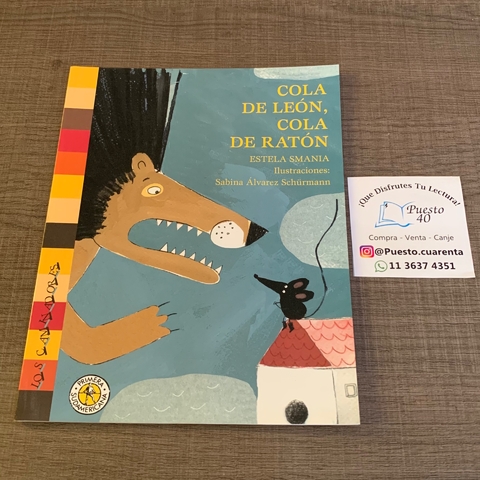 COLA
DE LEÓN,
COLA
DE RATÓN
ESTELA SMANIA
Ilustraciones:
Sabina Álvarez Schürmann
LOS CAMINADORES
PRIMERA
SUDAMERICANA
¡Que Disfrutes Tu Lectura!
Puesto
40
Compra - Venta - Canje
@Puesto.cuarenta
11 3637 4351